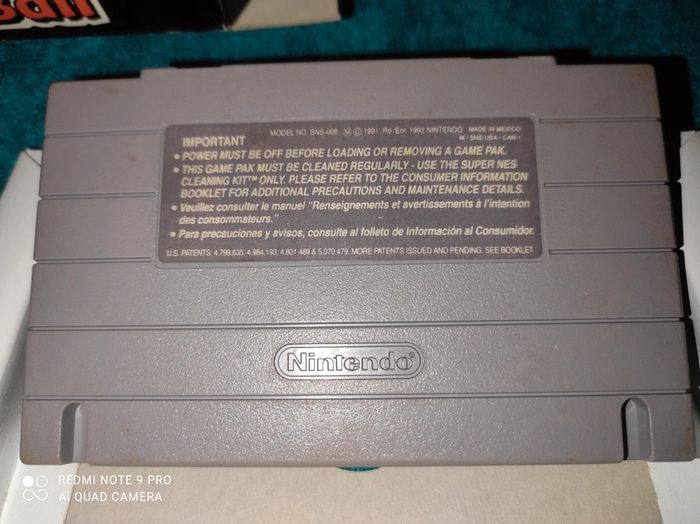 MODEL NO. SNS-006 Ⓜ © 1991 Rd /Enr. 1992 NINTENDO MADE IN MEXICO
IMPORTANT M / SNS-USA - CAN-1
• POWER MUST BE OFF BEFORE LOADING OR REMOVING A GAME PAK.
• THIS GAME PAK MUST BE CLEANED REGULARLY - USE THE SUPER NES
CLEANING KIT™ ONLY. PLEASE REFER TO THE CONSUMER INFORMATION
BOOKLET FOR ADDITIONAL PRECAUTIONS AND MAINTENANCE DETAILS.
• Veuillez consulter le manuel "Renseignements et avertissements à l'intention
des consommateurs."
• Para precauciones y avisos, consulte al folleto de Información al Consumidor.
U.S. PATENTS: 4,799,635, 4,984,193, 4,601 489 & 5,070 479. MORE PATENTS ISSUED AND PENDING. SEE BOOKLET.
Nintendo®
REDMI NOTE 9 PRO
AI QUAD CAMERA